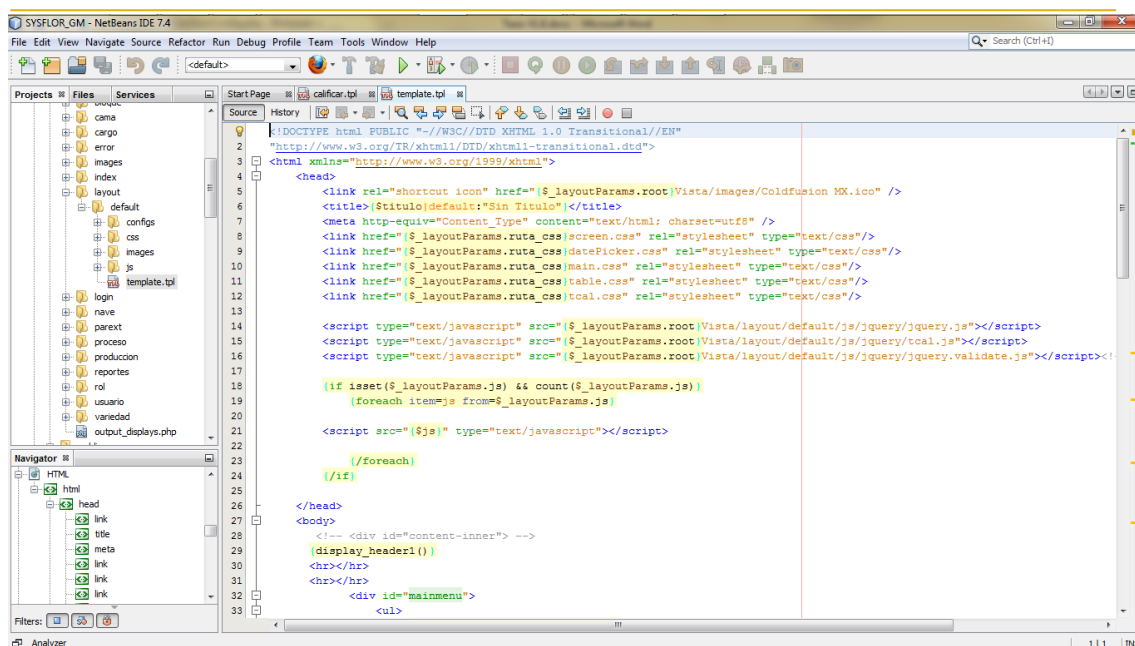 SYSFLOR_GM - NetBeans IDE 7.4
File Edit View Navigate Source Refactor Run Debug Profile Team Tools Window Help
Search (Ctrl+I)
<default>
Projects Files Services
bloque
cama
cargo
error
images
index
layout
default
configs
css
images
js
template.tpl
login
nave
parext
proceso
produccion
reportes
rol
usuario
variedad
output_displays.php
Navigator
HTML
html
head
link
title
meta
link
link
link
Filters:
Start Page calificar.tpl template.tpl
Source History
<!DOCTYPE html PUBLIC "-//W3C//DTD XHTML 1.0 Transitional//EN"
2 "http://www.w3.org/TR/xhtml1/DTD/xhtml1-transitional.dtd">
3 <html xmlns="http://www.w3.org/1999/xhtml">
4 <head>
5 <link rel="shortcut icon" href="{$_layoutParams.root}Vista/images/Coldfusion MX.ico" />
6 <title>{$titulo|default:"Sin Titulo"}</title>
7 <meta http-equiv="Content_Type" content="text/html; charset=utf8" />
8 <link href="{$_layoutParams.ruta_css}screen.css" rel="stylesheet" type="text/css"/>
9 <link href="{$_layoutParams.ruta_css}datePicker.css" rel="stylesheet" type="text/css"/>
10 <link href="{$_layoutParams.ruta_css}main.css" rel="stylesheet" type="text/css"/>
11 <link href="{$_layoutParams.ruta_css}table.css" rel="stylesheet" type="text/css"/>
12 <link href="{$_layoutParams.ruta_css}tcal.css" rel="stylesheet" type="text/css"/>
13
14 <script type="text/javascript" src="{$_layoutParams.root}Vista/layout/default/js/jquery/jquery.js"></script>
15 <script type="text/javascript" src="{$_layoutParams.root}Vista/layout/default/js/jquery/tcal.js"></script>
16 <script type="text/javascript" src="{$_layoutParams.root}Vista/layout/default/js/jquery/jquery.validate.js"></script><!-
17
18 {if isset($_layoutParams.js) && count($_layoutParams.js)}
19 {foreach item=js from=$_layoutParams.js}
20
21 <script src="{$js}" type="text/javascript"></script>
22
23 {/foreach}
24 {/if}
25
26 </head>
27 <body>
28 <!-- <div id="content-inner"> -->
29 {display_header1()}
30 <hr></hr>
31 <hr></hr>
32 <div id="mainmenu">
33 <ul>
Analyzer
1|1 IN